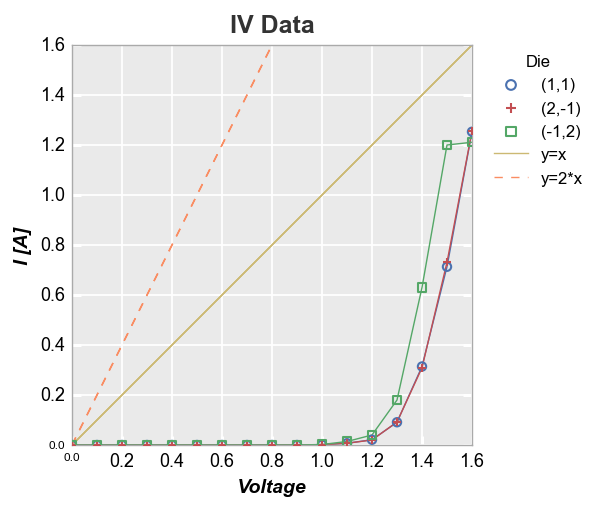 IV Data
Die
(1,1)
(2,-1)
(-1,2)
y=x
y=2*x
I [A]
1.6
1.4
1.2
1.0
0.8
0.6
0.4
0.2
0.0
0.0 0.2 0.4 0.6 0.8 1.0 1.2 1.4 1.6
Voltage